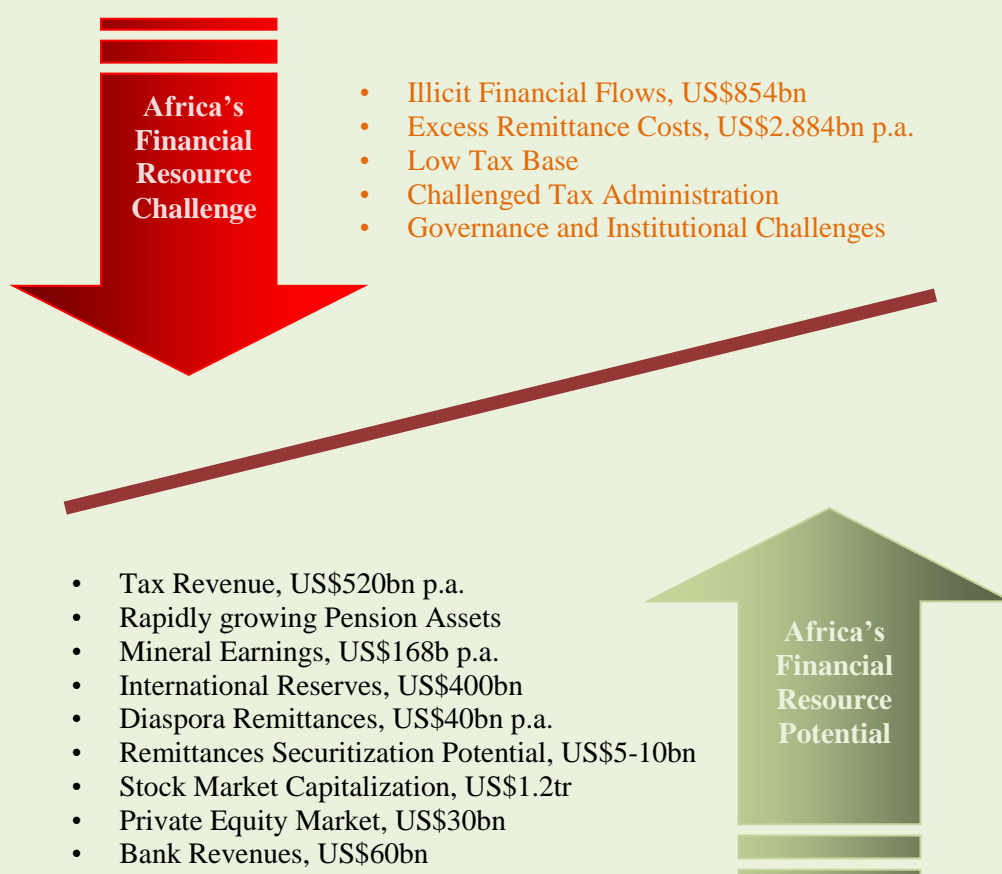 Africa's
Financial
Resource
Challenge
• Illicit Financial Flows, US$854bn
• Excess Remittance Costs, US$2.884bn p.a.
• Low Tax Base
• Challenged Tax Administration
• Governance and Institutional Challenges
• Tax Revenue, US$520bn p.a.
• Rapidly growing Pension Assets
• Mineral Earnings, US$168b p.a.
• International Reserves, US$400bn
• Diaspora Remittances, US$40bn p.a.
• Remittances Securitization Potential, US$5-10bn
• Stock Market Capitalization, US$1.2tr
• Private Equity Market, US$30bn
• Bank Revenues, US$60bn
Africa's
Financial
Resource
Potential